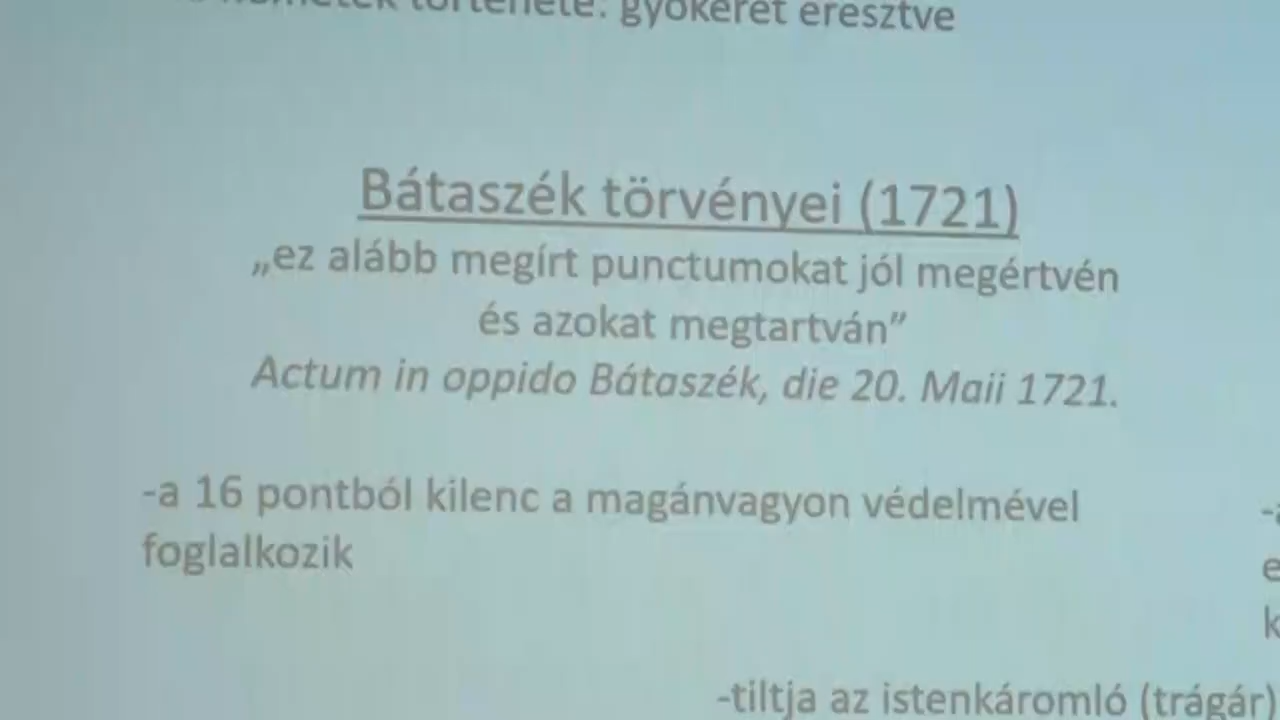 története: gyökeret eresztve
Bátaszék törvényei (1721)
„ez alább megírt punctumokat jól megértvén
és azokat megtartván”
Actum in oppido Bátaszék, die 20. Maii 1721.
-a 16 pontból kilenc a magánvagyon védelmével
foglalkozik
-tiltja az istenkáromló (trágár)